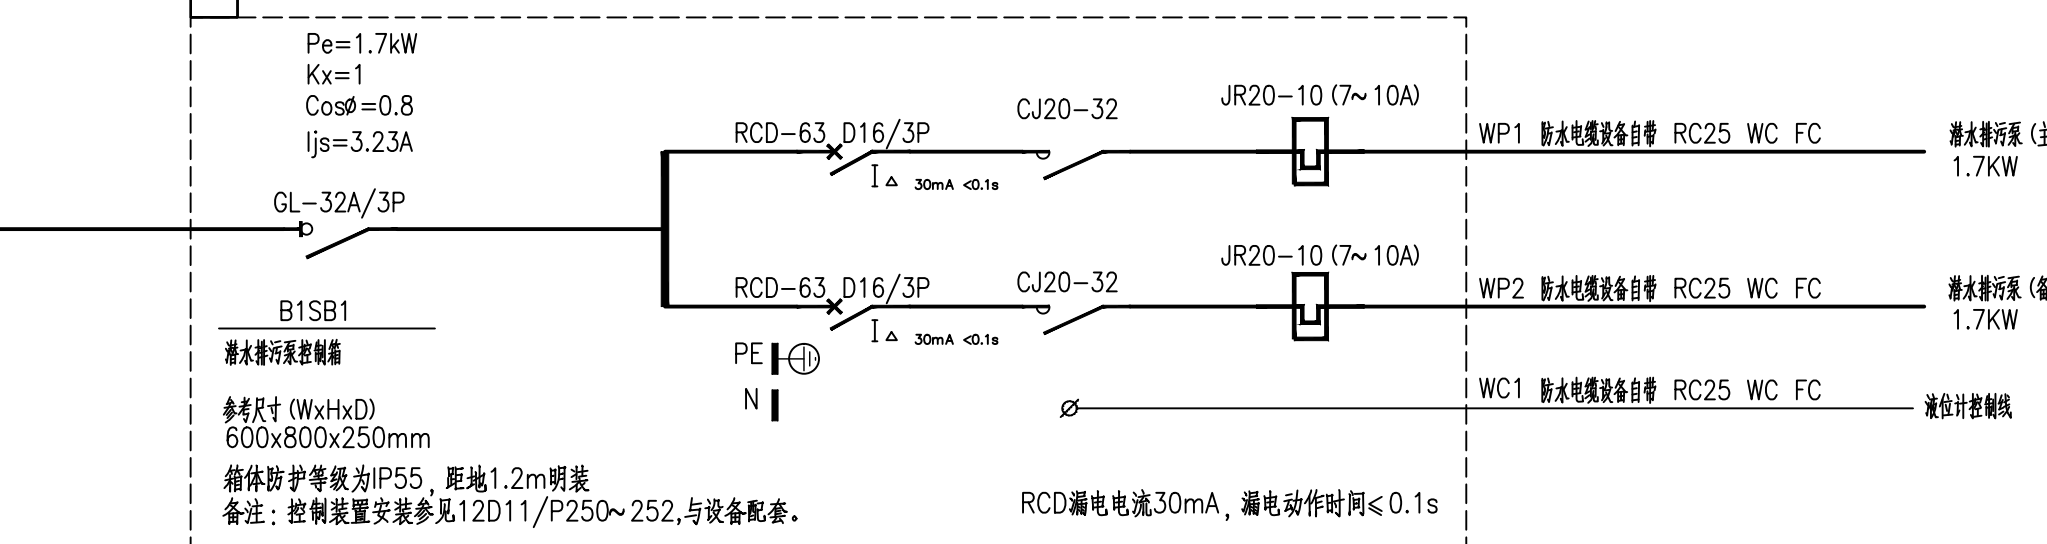 Pe=1.7kW
Kx=1
Cosø=0.8
Ijs=3.23A
GL-32A/3P
B1SB1
潜水排污泵控制箱
参考尺寸(WxHxD)
600x800x250mm
箱体防护等级为IP55，距地1.2m明装
备注：控制装置安装参见12D11/P250~252,与设备配套。
RCD-63 D16/3P
I△ 30mA <0.1s
CJ20-32
JR20-10(7~10A)
WP1 防水电缆设备自带 RC25 WC FC
潜水排污泵(主
1.7KW
RCD-63 D16/3P
I△ 30mA <0.1s
CJ20-32
JR20-10(7~10A)
WP2 防水电缆设备自带 RC25 WC FC
潜水排污泵(备
1.7KW
PE
N
WC1 防水电缆设备自带 RC25 WC FC
液位计控制线
RCD漏电电流30mA，漏电动作时间≤0.1s